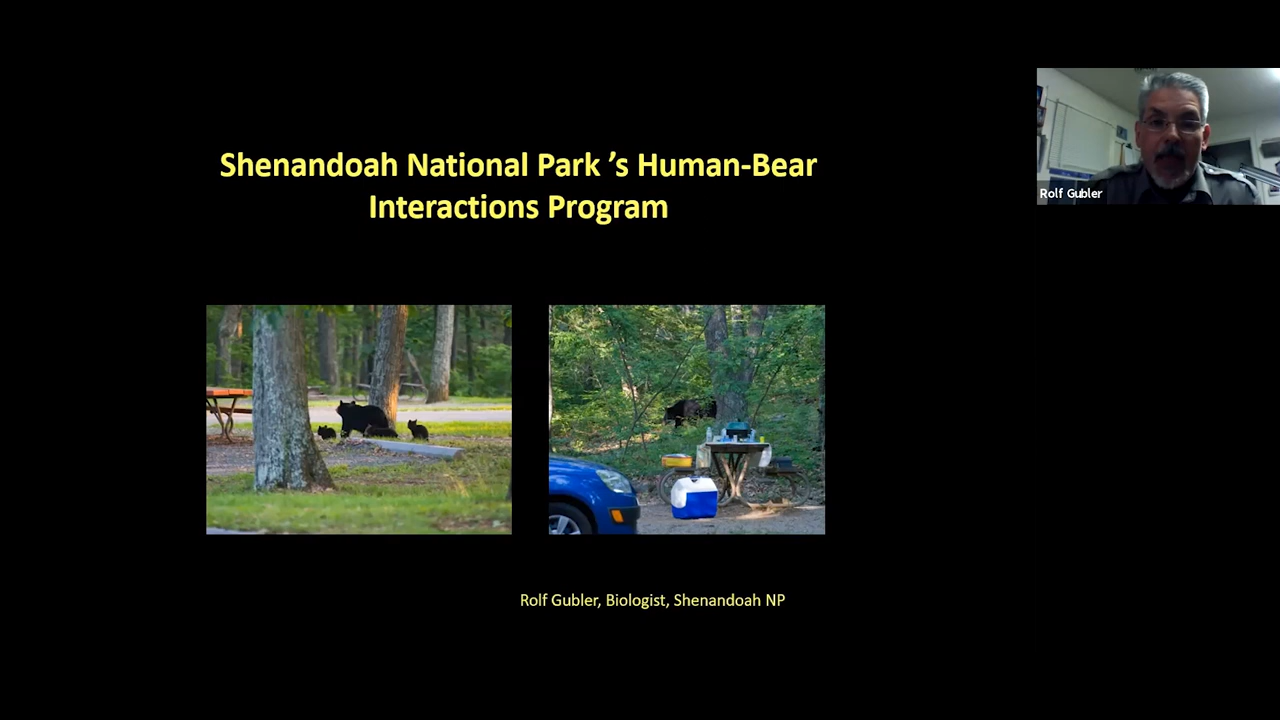 Shenandoah National Park ’s Human-Bear
Interactions Program
Rolf Gubler
Rolf Gubler, Biologist, Shenandoah NP